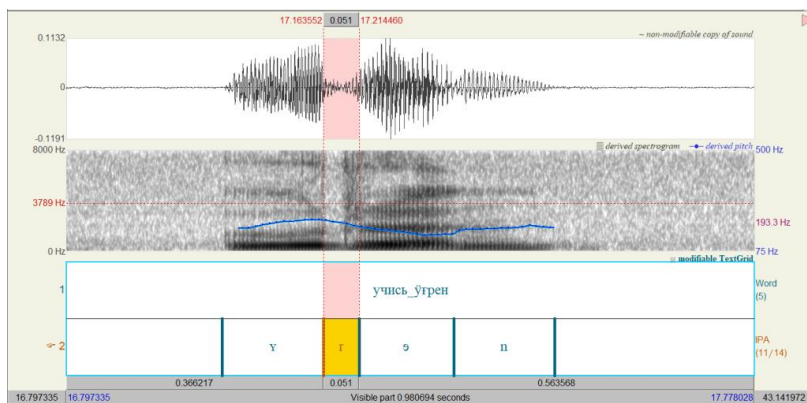 17.163552 0.051 17.214460
0.1132
~ non-modifiable copy of sound
0
-0.1191
derived spectrogram derived pitch
8000 Hz 500 Hz
3789 Hz
193.3 Hz
0 Hz 75 Hz
modifiable TextGrid
1 учись_ӱґрен Word
(5)
2 ʏ r ə n IPA
(11/14)
0.366217 0.051 0.563568
16.797335 16.797335 Visible part 0.980694 seconds 17.778028 43.141972